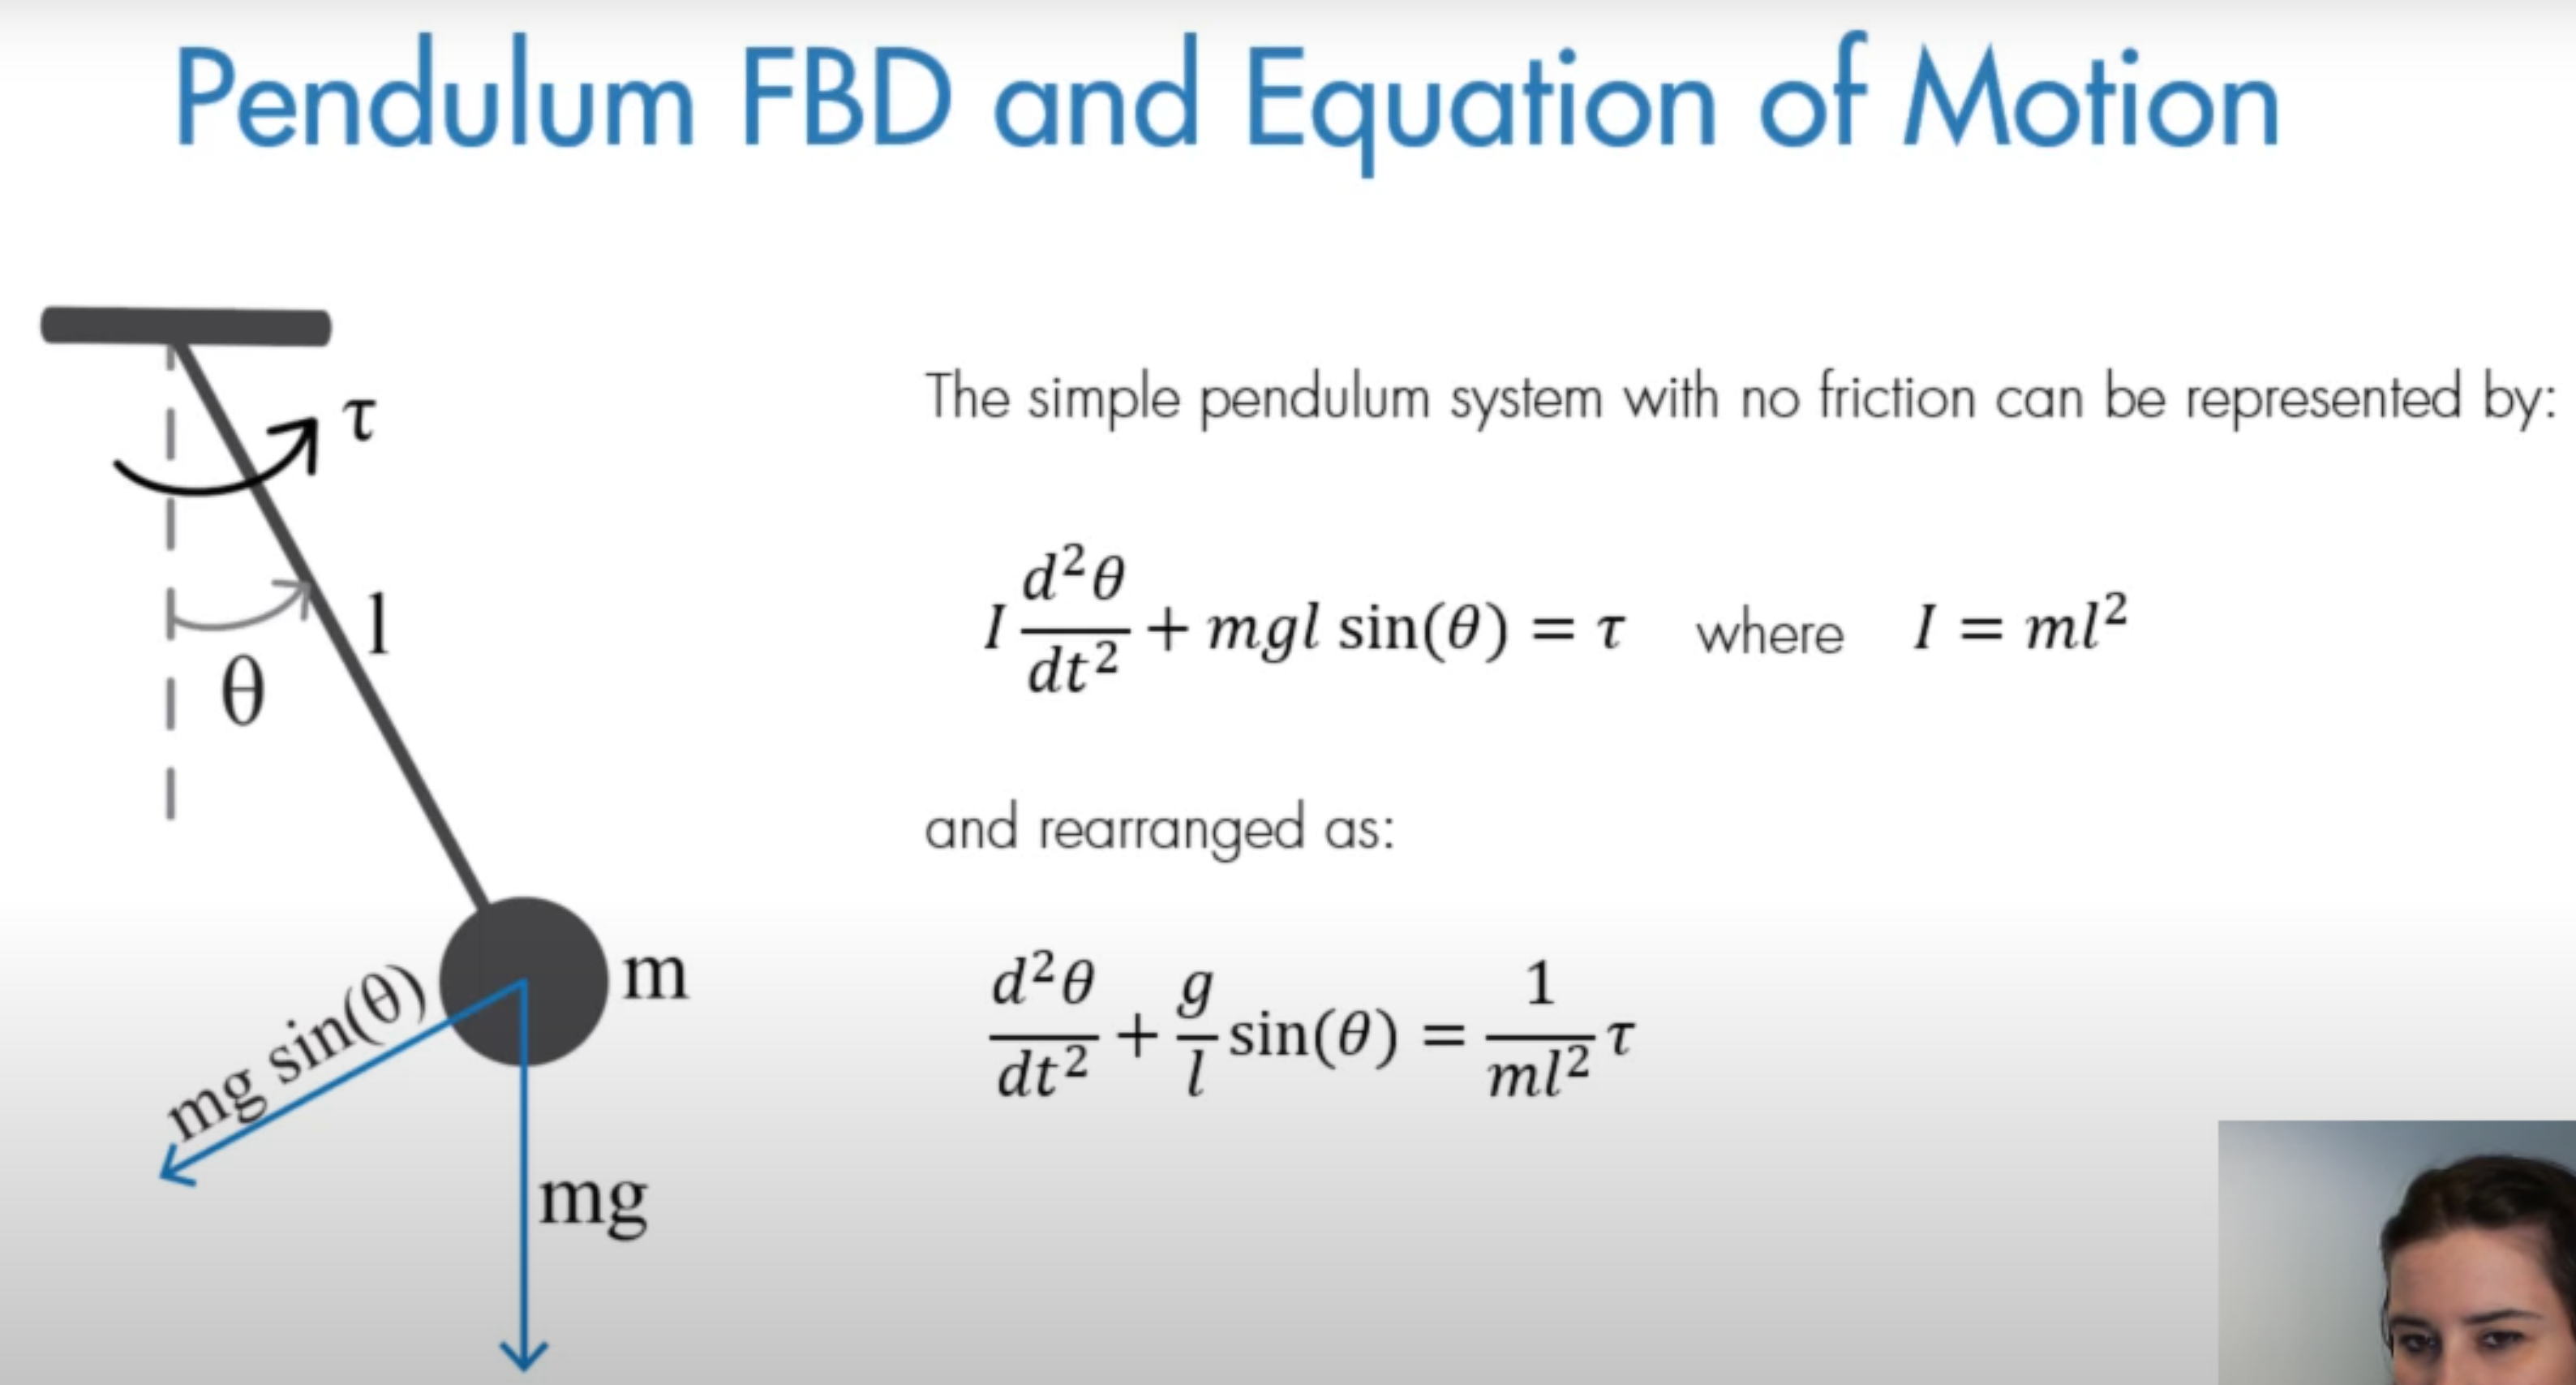 Pendulum FBD and Equation of Motion
τ
l
θ
m
mg sin(θ)
mg
The simple pendulum system with no friction can be represented by:
I d²θ/dt² + mgl sin(θ) = τ where I = ml²
and rearranged as:
d²θ/dt² + g/l sin(θ) = 1/ml² τ